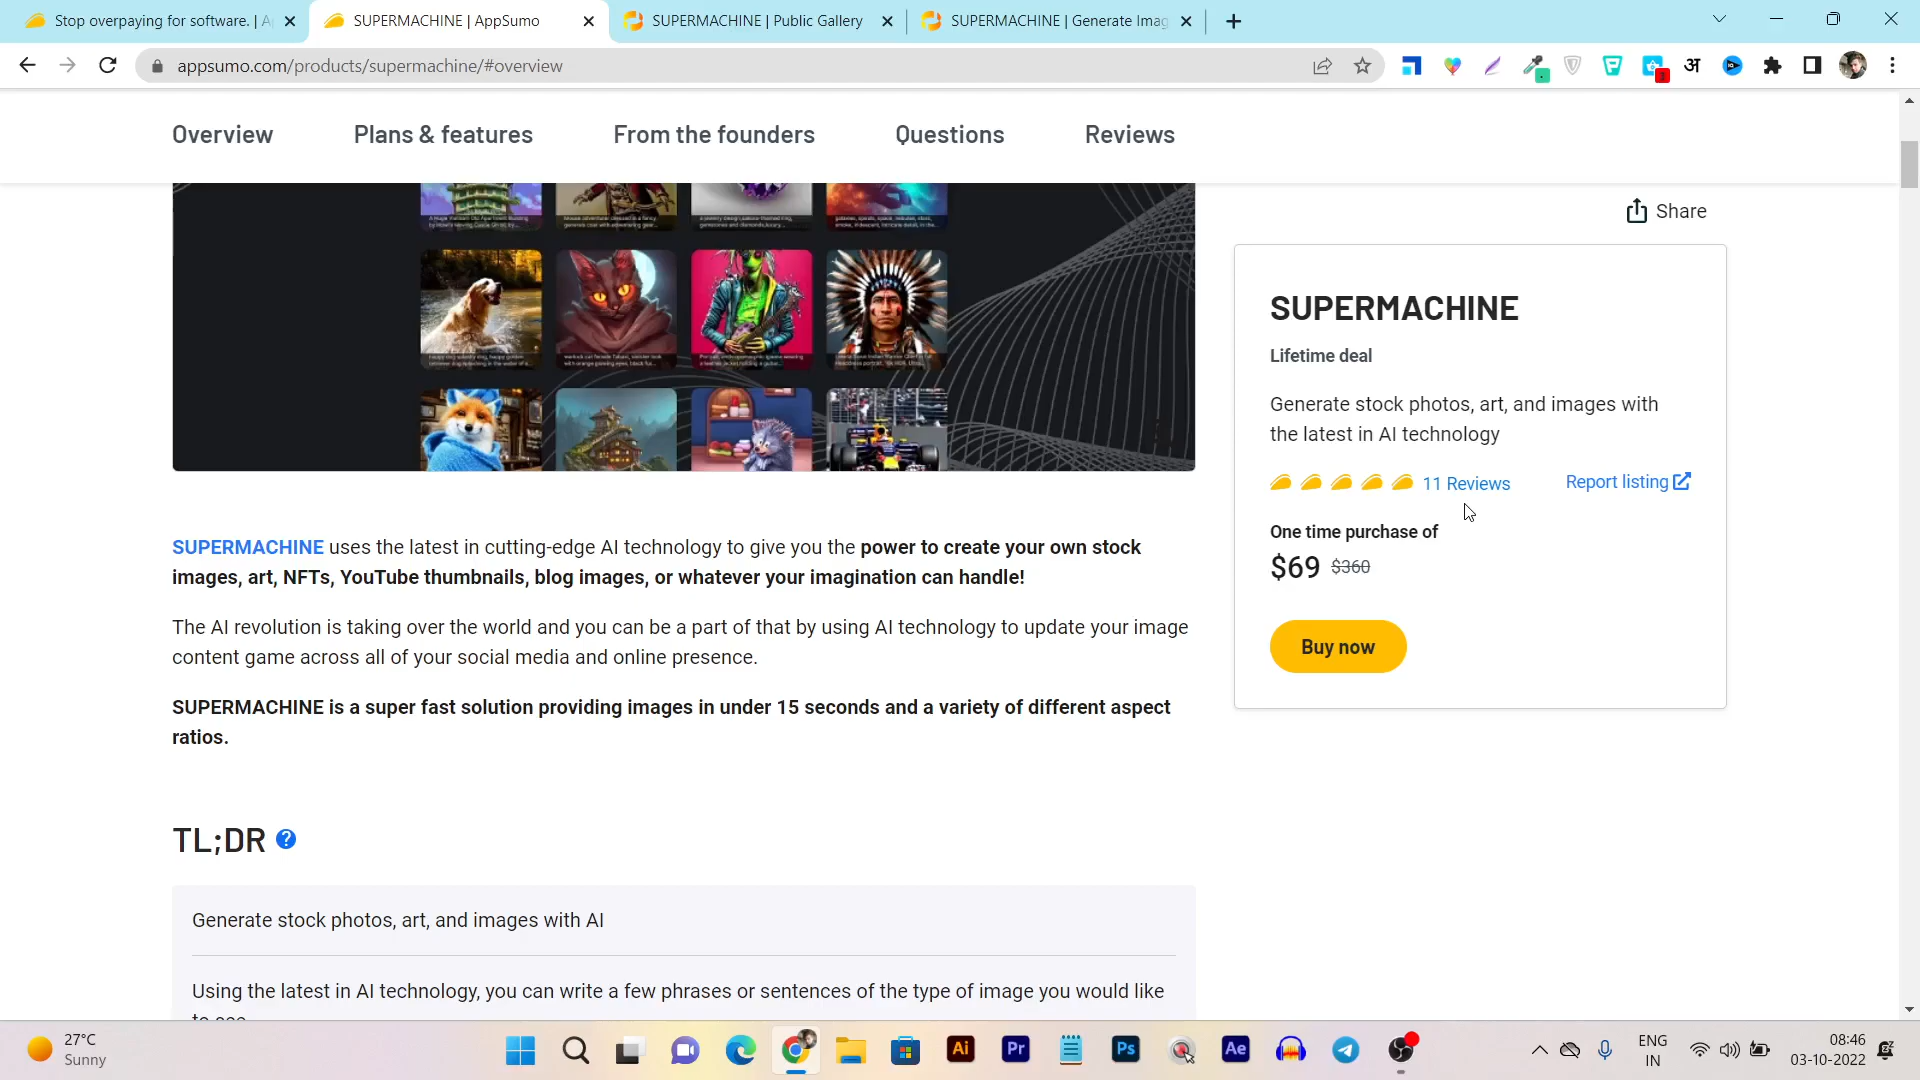 Stop overpaying for software. | A
SUPERMACHINE | AppSumo
SUPERMACHINE | Public Gallery
SUPERMACHINE | Generate Imag
appsumo.com/products/supermachine/#overview
अ
Overview
Plans & features
From the founders
Questions
Reviews
Share
SUPERMACHINE
Lifetime deal
Generate stock photos, art, and images with
the latest in AI technology
11 Reviews
Report listing
One time purchase of
$69 $360
Buy now
SUPERMACHINE uses the latest in cutting-edge AI technology to give you the power to create your own stock
images, art, NFTs, YouTube thumbnails, blog images, or whatever your imagination can handle!
The AI revolution is taking over the world and you can be a part of that by using AI technology to update your image
content game across all of your social media and online presence.
SUPERMACHINE is a super fast solution providing images in under 15 seconds and a variety of different aspect
ratios.
TL;DR ?
Generate stock photos, art, and images with AI
Using the latest in AI technology, you can write a few phrases or sentences of the type of image you would like
to see
27°C
Sunny
Ai
Pr
Ps
Ae
ENG
IN
08:46
03-10-2022